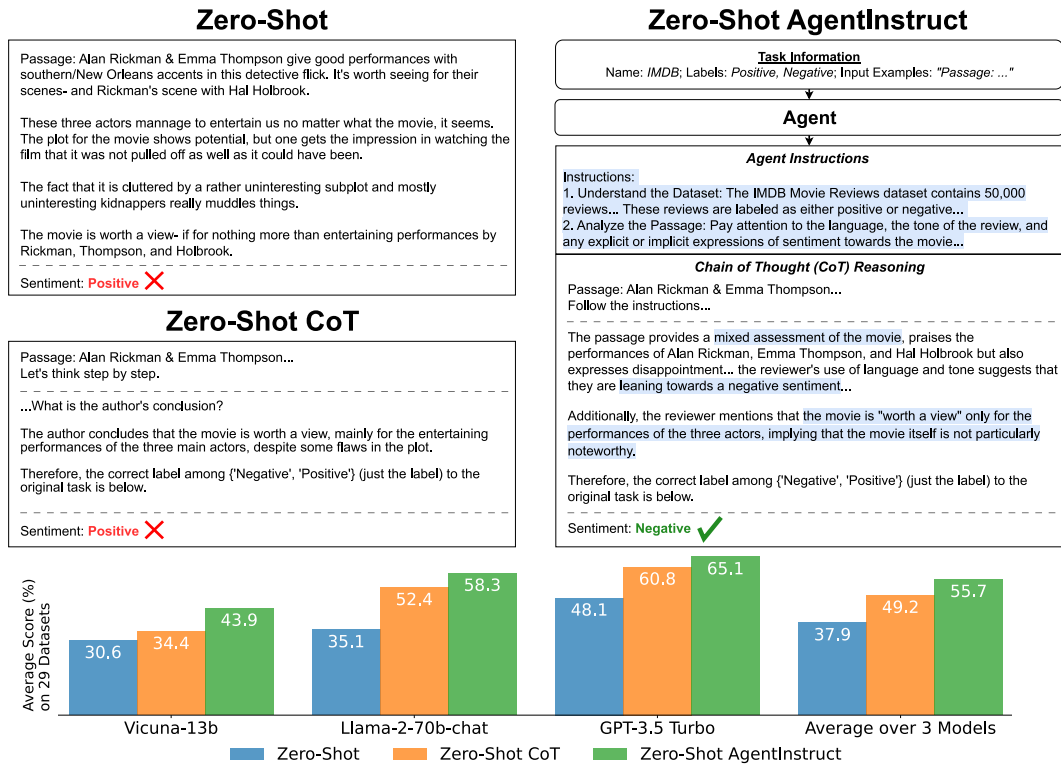 Zero-Shot
Passage: Alan Rickman & Emma Thompson give good performances with
southern/New Orleans accents in this detective flick. It's worth seeing for their
scenes- and Rickman's scene with Hal Holbrook.
These three actors mannage to entertain us no matter what the movie, it seems.
The plot for the movie shows potential, but one gets the impression in watching the
film that it was not pulled off as well as it could have been.
The fact that it is cluttered by a rather uninteresting subplot and mostly
uninteresting kidnappers really muddles things.
The movie is worth a view- if for nothing more than entertaining performances by
Rickman, Thompson, and Holbrook.
Sentiment: Positive
Zero-Shot CoT
Passage: Alan Rickman & Emma Thompson...
Let's think step by step.
...What is the author's conclusion?
The author concludes that the movie is worth a view, mainly for the entertaining
performances of the three main actors, despite some flaws in the plot.
Therefore, the correct label among {'Negative', 'Positive'} (just the label) to the
original task is below.
Sentiment: Positive
Zero-Shot AgentInstruct
Task Information
Name: IMDB; Labels: Positive, Negative; Input Examples: "Passage: ..."
Agent
Agent Instructions
Instructions:
1. Understand the Dataset: The IMDB Movie Reviews dataset contains 50,000
reviews... These reviews are labeled as either positive or negative...
2. Analyze the Passage: Pay attention to the language, the tone of the review, and
any explicit or implicit expressions of sentiment towards the movie...
Chain of Thought (CoT) Reasoning
Passage: Alan Rickman & Emma Thompson...
Follow the instructions...
The passage provides a mixed assessment of the movie, praises the
performances of Alan Rickman, Emma Thompson, and Hal Holbrook but also
expresses disappointment... the reviewer's use of language and tone suggests that
they are leaning towards a negative sentiment...
Additionally, the reviewer mentions that the movie is "worth a view" only for the
performances of the three actors, implying that the movie itself is not particularly
noteworthy.
Therefore, the correct label among {'Negative', 'Positive'} (just the label) to the
original task is below.
Sentiment: Negative
Average Score (%)
on 29 Datasets
30.6 34.4 43.9
35.1 52.4 58.3
48.1 60.8 65.1
37.9 49.2 55.7
Vicuna-13b Llama-2-70b-chat GPT-3.5 Turbo Average over 3 Models
Zero-Shot Zero-Shot CoT Zero-Shot AgentInstruct